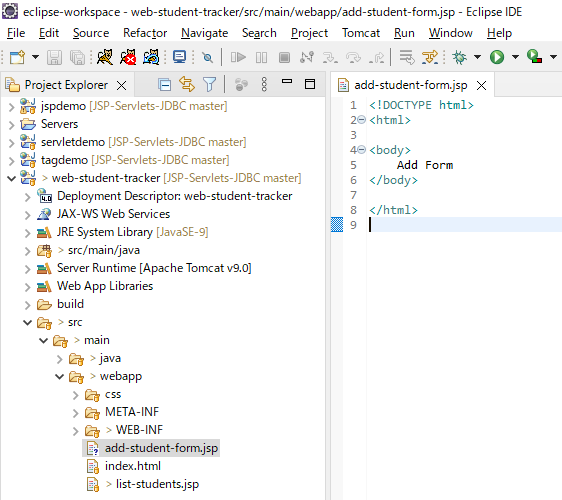 eclipse-workspace - web-student-tracker/src/main/webapp/add-student-form.jsp - Eclipse IDE
File Edit Source Refactor Navigate Search Project Tomcat Run Window Help
Project Explorer
jspdemo [JSP-Servlets-JDBC master]
Servers
servletdemo [JSP-Servlets-JDBC master]
tagdemo [JSP-Servlets-JDBC master]
> web-student-tracker [JSP-Servlets-JDBC master]
Deployment Descriptor: web-student-tracker
JAX-WS Web Services
JRE System Library [JavaSE-9]
> src/main/java
Server Runtime [Apache Tomcat v9.0]
Web App Libraries
build
> src
> main
> java
> webapp
css
META-INF
> WEB-INF
add-student-form.jsp
index.html
> list-students.jsp
add-student-form.jsp
1 <!DOCTYPE html>
2 <html>
3
4 <body>
5 Add Form
6 </body>
7
8 </html>
9